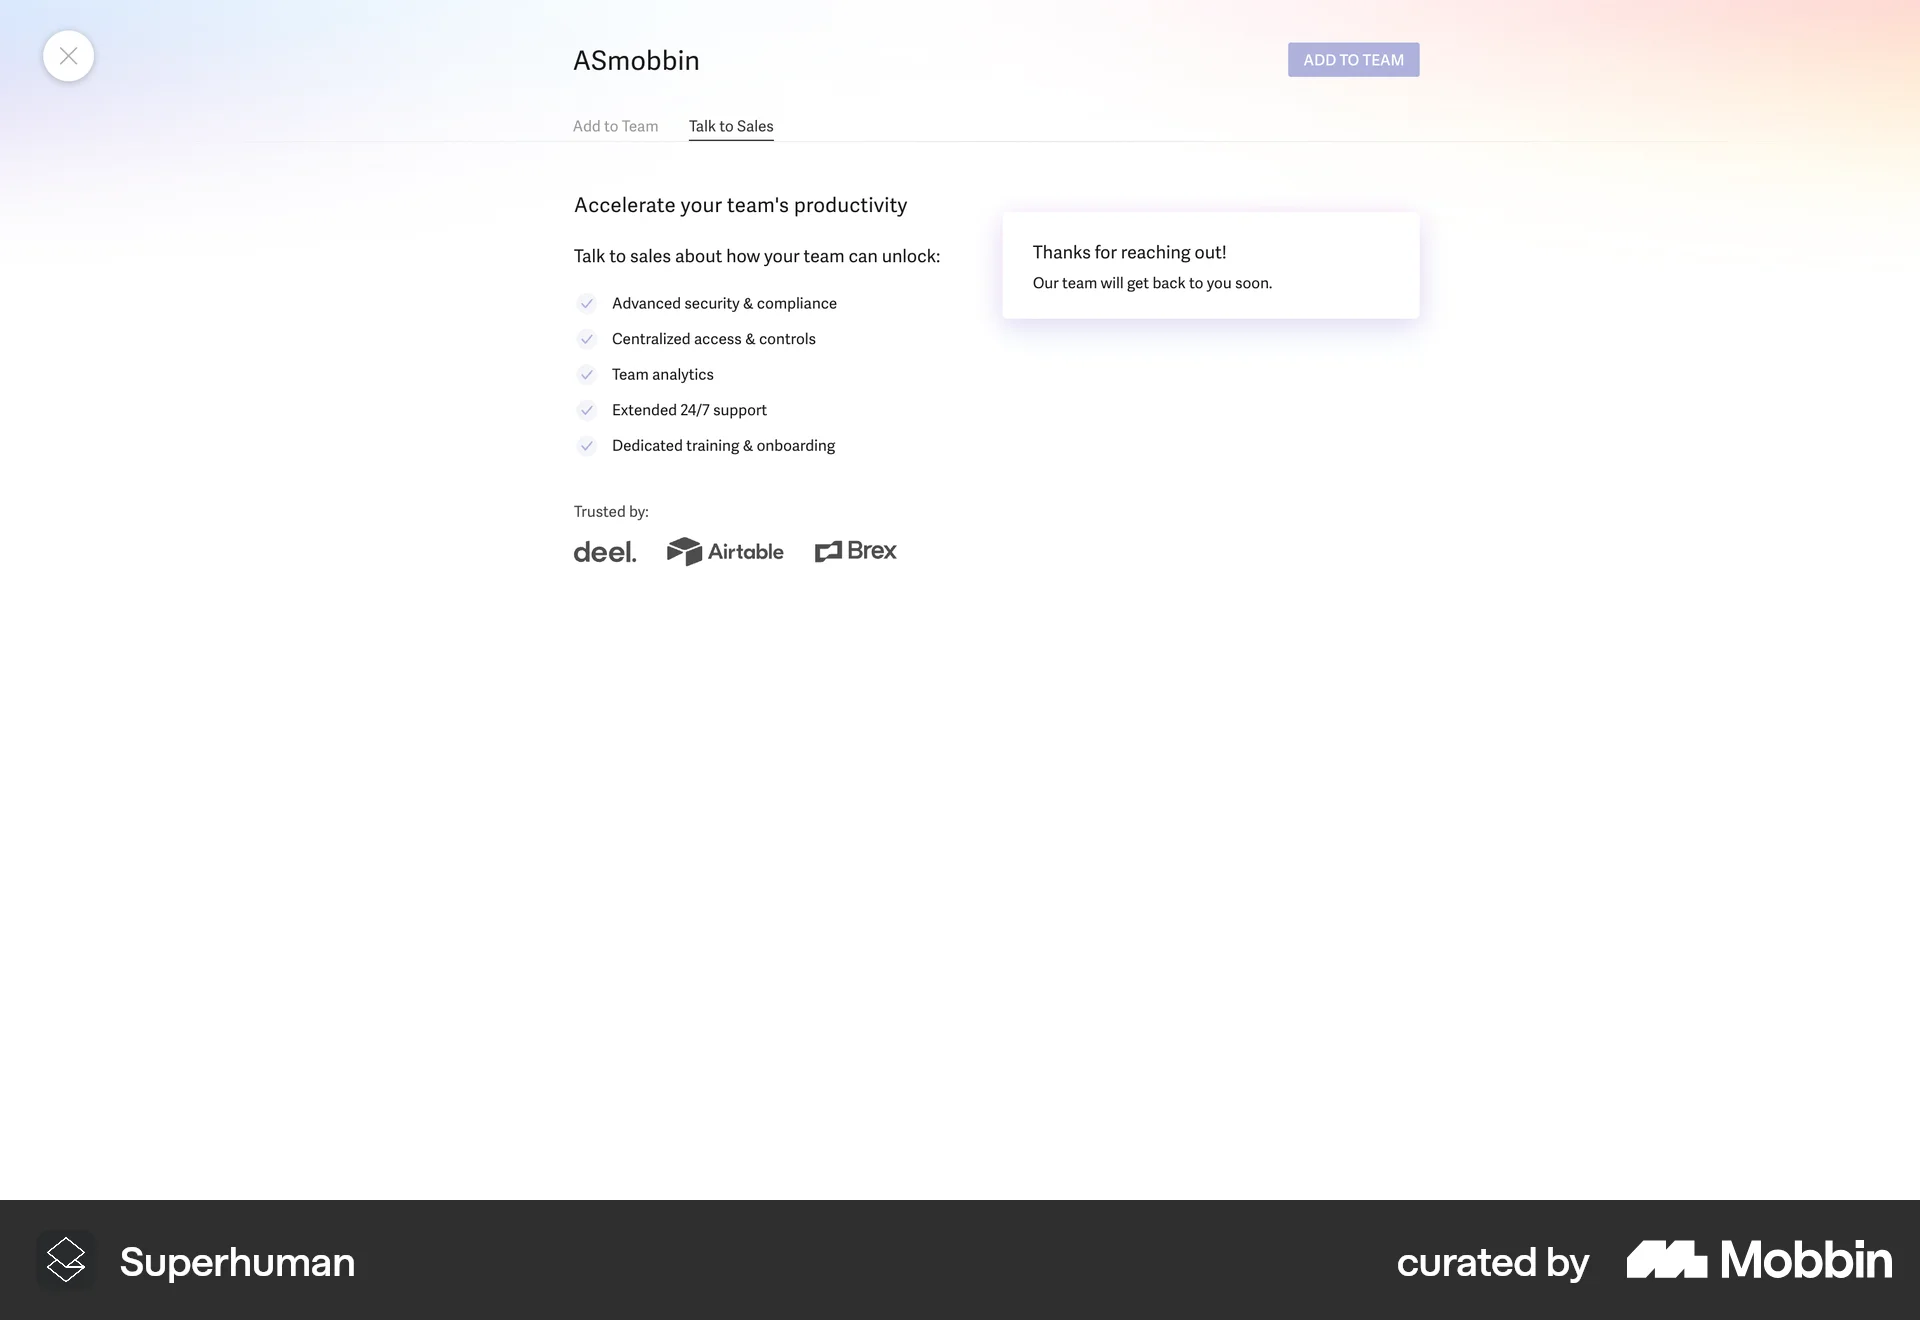 ASmobbin
ADD TO TEAM
Add to Team
Talk to Sales
Accelerate your team's productivity
Talk to sales about how your team can unlock:
Advanced security & compliance
Centralized access & controls
Team analytics
Extended 24/7 support
Dedicated training & onboarding
Trusted by:
deel.
Airtable
Brex
Thanks for reaching out!
Our team will get back to you soon.
Superhuman
curated by
Mobbin